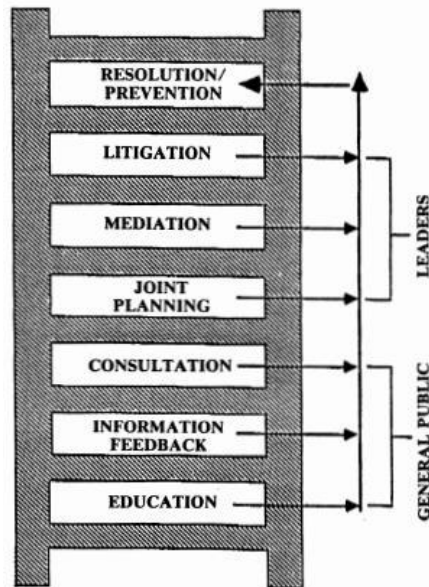 RESOLUTION/
PREVENTION
LITIGATION
MEDIATION
JOINT
PLANNING
CONSULTATION
INFORMATION
FEEDBACK
EDUCATION
LEADERS
GENERAL PUBLIC